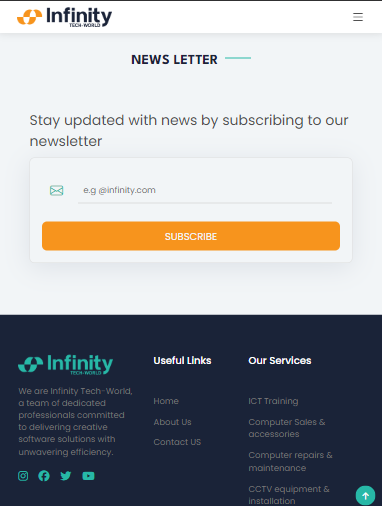 Infinity
TECH-WORLD
NEWS LETTER
Stay updated with news by subscribing to our
newsletter
e.g @infinity.com
SUBSCRIBE
Infinity
TECH-WORLD
We are Infinity Tech-World,
a team of dedicated
professionals committed
to delivering creative
software solutions with
unwavering efficiency.
Useful Links
Home
About Us
Contact US
Our Services
ICT Training
Computer Sales &
accessories
Computer repairs &
maintenance
CCTV equipment &
installation